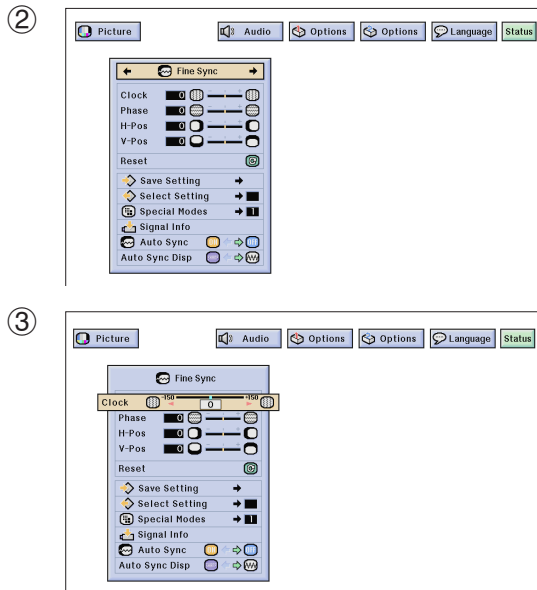 ②
Picture Audio Options Options Language Status
Fine Sync
Clock 0
Phase 0
H-Pos 0
V-Pos 0
Reset
Save Setting
Select Setting
Special Modes 1
Signal Info
Auto Sync
Auto Sync Disp
③
Picture Audio Options Options Language Status
Fine Sync
Clock -150 0 +150
Phase 0
H-Pos 0
V-Pos 0
Reset
Save Setting
Select Setting
Special Modes 1
Signal Info
Auto Sync
Auto Sync Disp